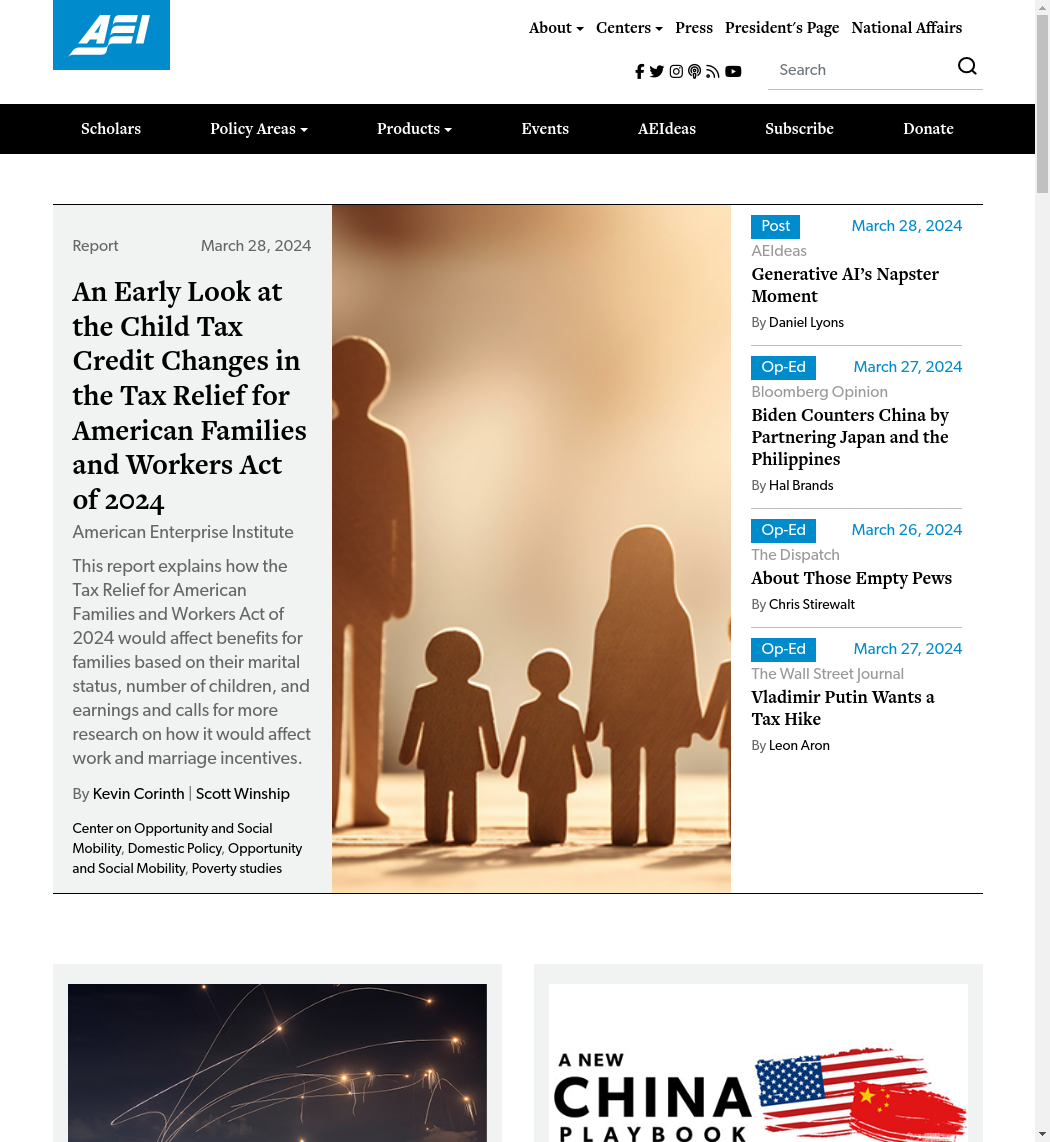 AEI
About
Centers
Press
President's Page
National Affairs
Search
Scholars
Policy Areas
Products
Events
AEIdeas
Subscribe
Donate
Report
March 28, 2024
An Early Look at
the Child Tax
Credit Changes in
the Tax Relief for
American Families
and Workers Act
of 2024
American Enterprise Institute
This report explains how the
Tax Relief for American
Families and Workers Act of
2024 would affect benefits for
families based on their marital
status, number of children, and
earnings and calls for more
research on how it would affect
work and marriage incentives.
By Kevin Corinth | Scott Winship
Center on Opportunity and Social
Mobility, Domestic Policy, Opportunity
and Social Mobility, Poverty studies
Post
March 28, 2024
AEIdeas
Generative AI’s Napster
Moment
By Daniel Lyons
Op-Ed
March 27, 2024
Bloomberg Opinion
Biden Counters China by
Partnering Japan and the
Philippines
By Hal Brands
Op-Ed
March 26, 2024
The Dispatch
About Those Empty Pews
By Chris Stirewalt
Op-Ed
March 27, 2024
The Wall Street Journal
Vladimir Putin Wants a
Tax Hike
By Leon Aron
A NEW
CHINA
PLAYBOOK